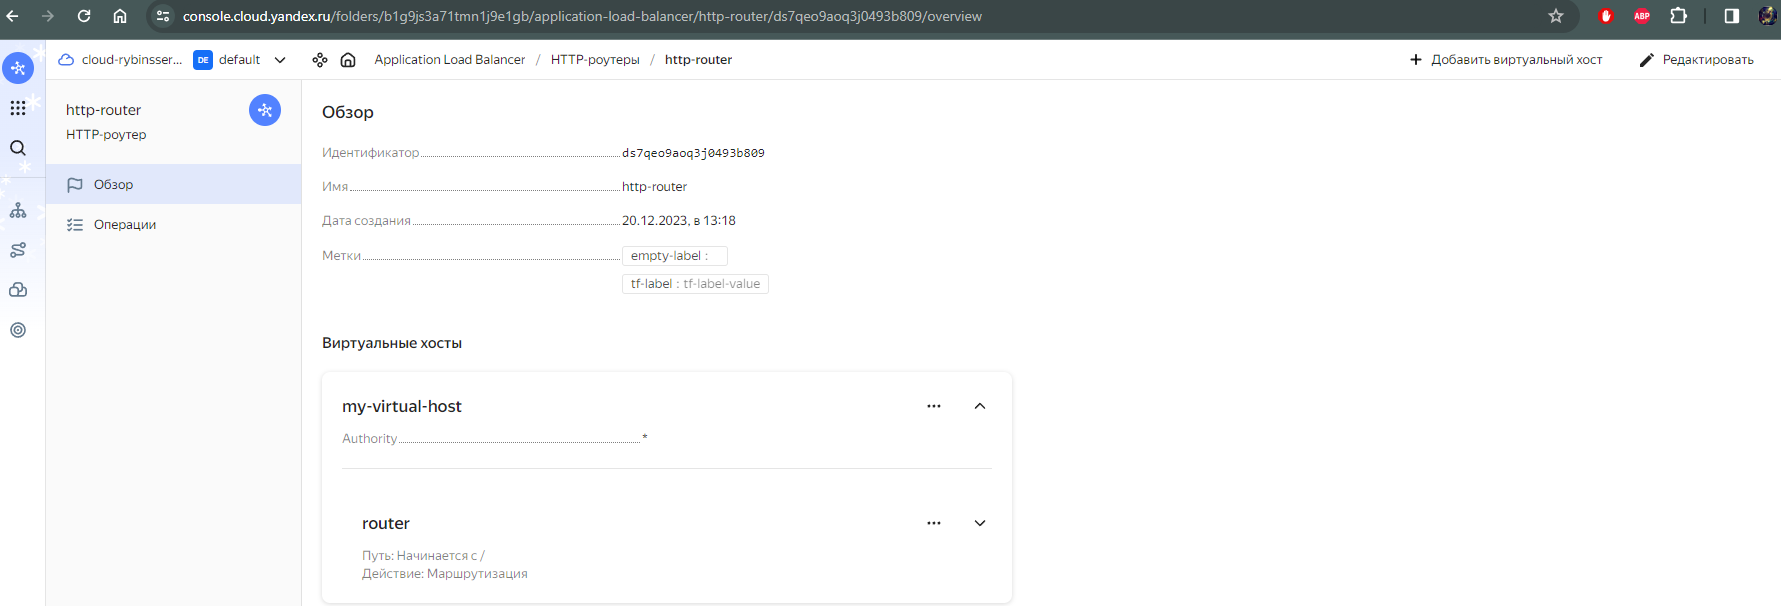 console.cloud.yandex.ru/folders/b1g9js3a71tmn1j9e1gb/application-load-balancer/http-router/ds7qeo9aoq3j0493b809/overview
ABP
cloud-rybinsser... DE default Application Load Balancer / HTTP-роутеры / http-router + Добавить виртуальный хост Редактировать
http-router
HTTP-роутер
Обзор
Операции
Обзор
Идентификатор ds7qeo9aoq3j0493b809
Имя http-router
Дата создания 20.12.2023, в 13:18
Метки empty-label :
tf-label : tf-label-value
Виртуальные хосты
my-virtual-host
Authority *
router
Путь: Начинается с /
Действие: Маршрутизация